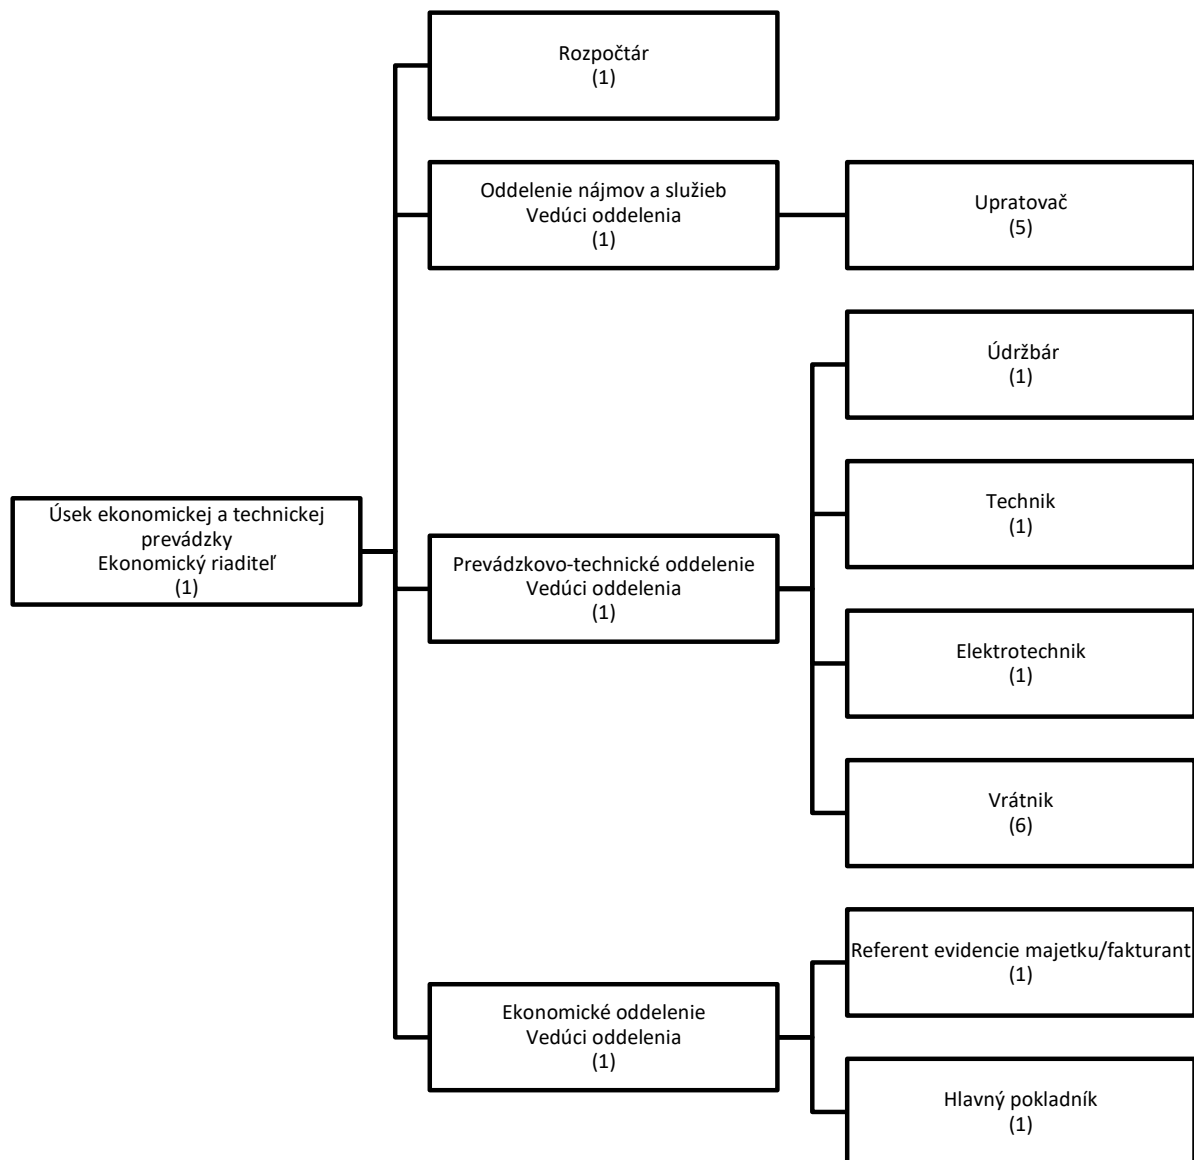 Rozpočtár
(1)
Oddelenie nájmov a služieb
Vedúci oddelenia
(1)
Upratovač
(5)
Údržbár
(1)
Technik
(1)
Úsek ekonomickej a technickej
prevádzky
Ekonomický riaditeľ
(1)
Prevádzkovo-technické oddelenie
Vedúci oddelenia
(1)
Elektrotechnik
(1)
Vrátnik
(6)
Referent evidencie majetku/fakturant
(1)
Ekonomické oddelenie
Vedúci oddelenia
(1)
Hlavný pokladník
(1)